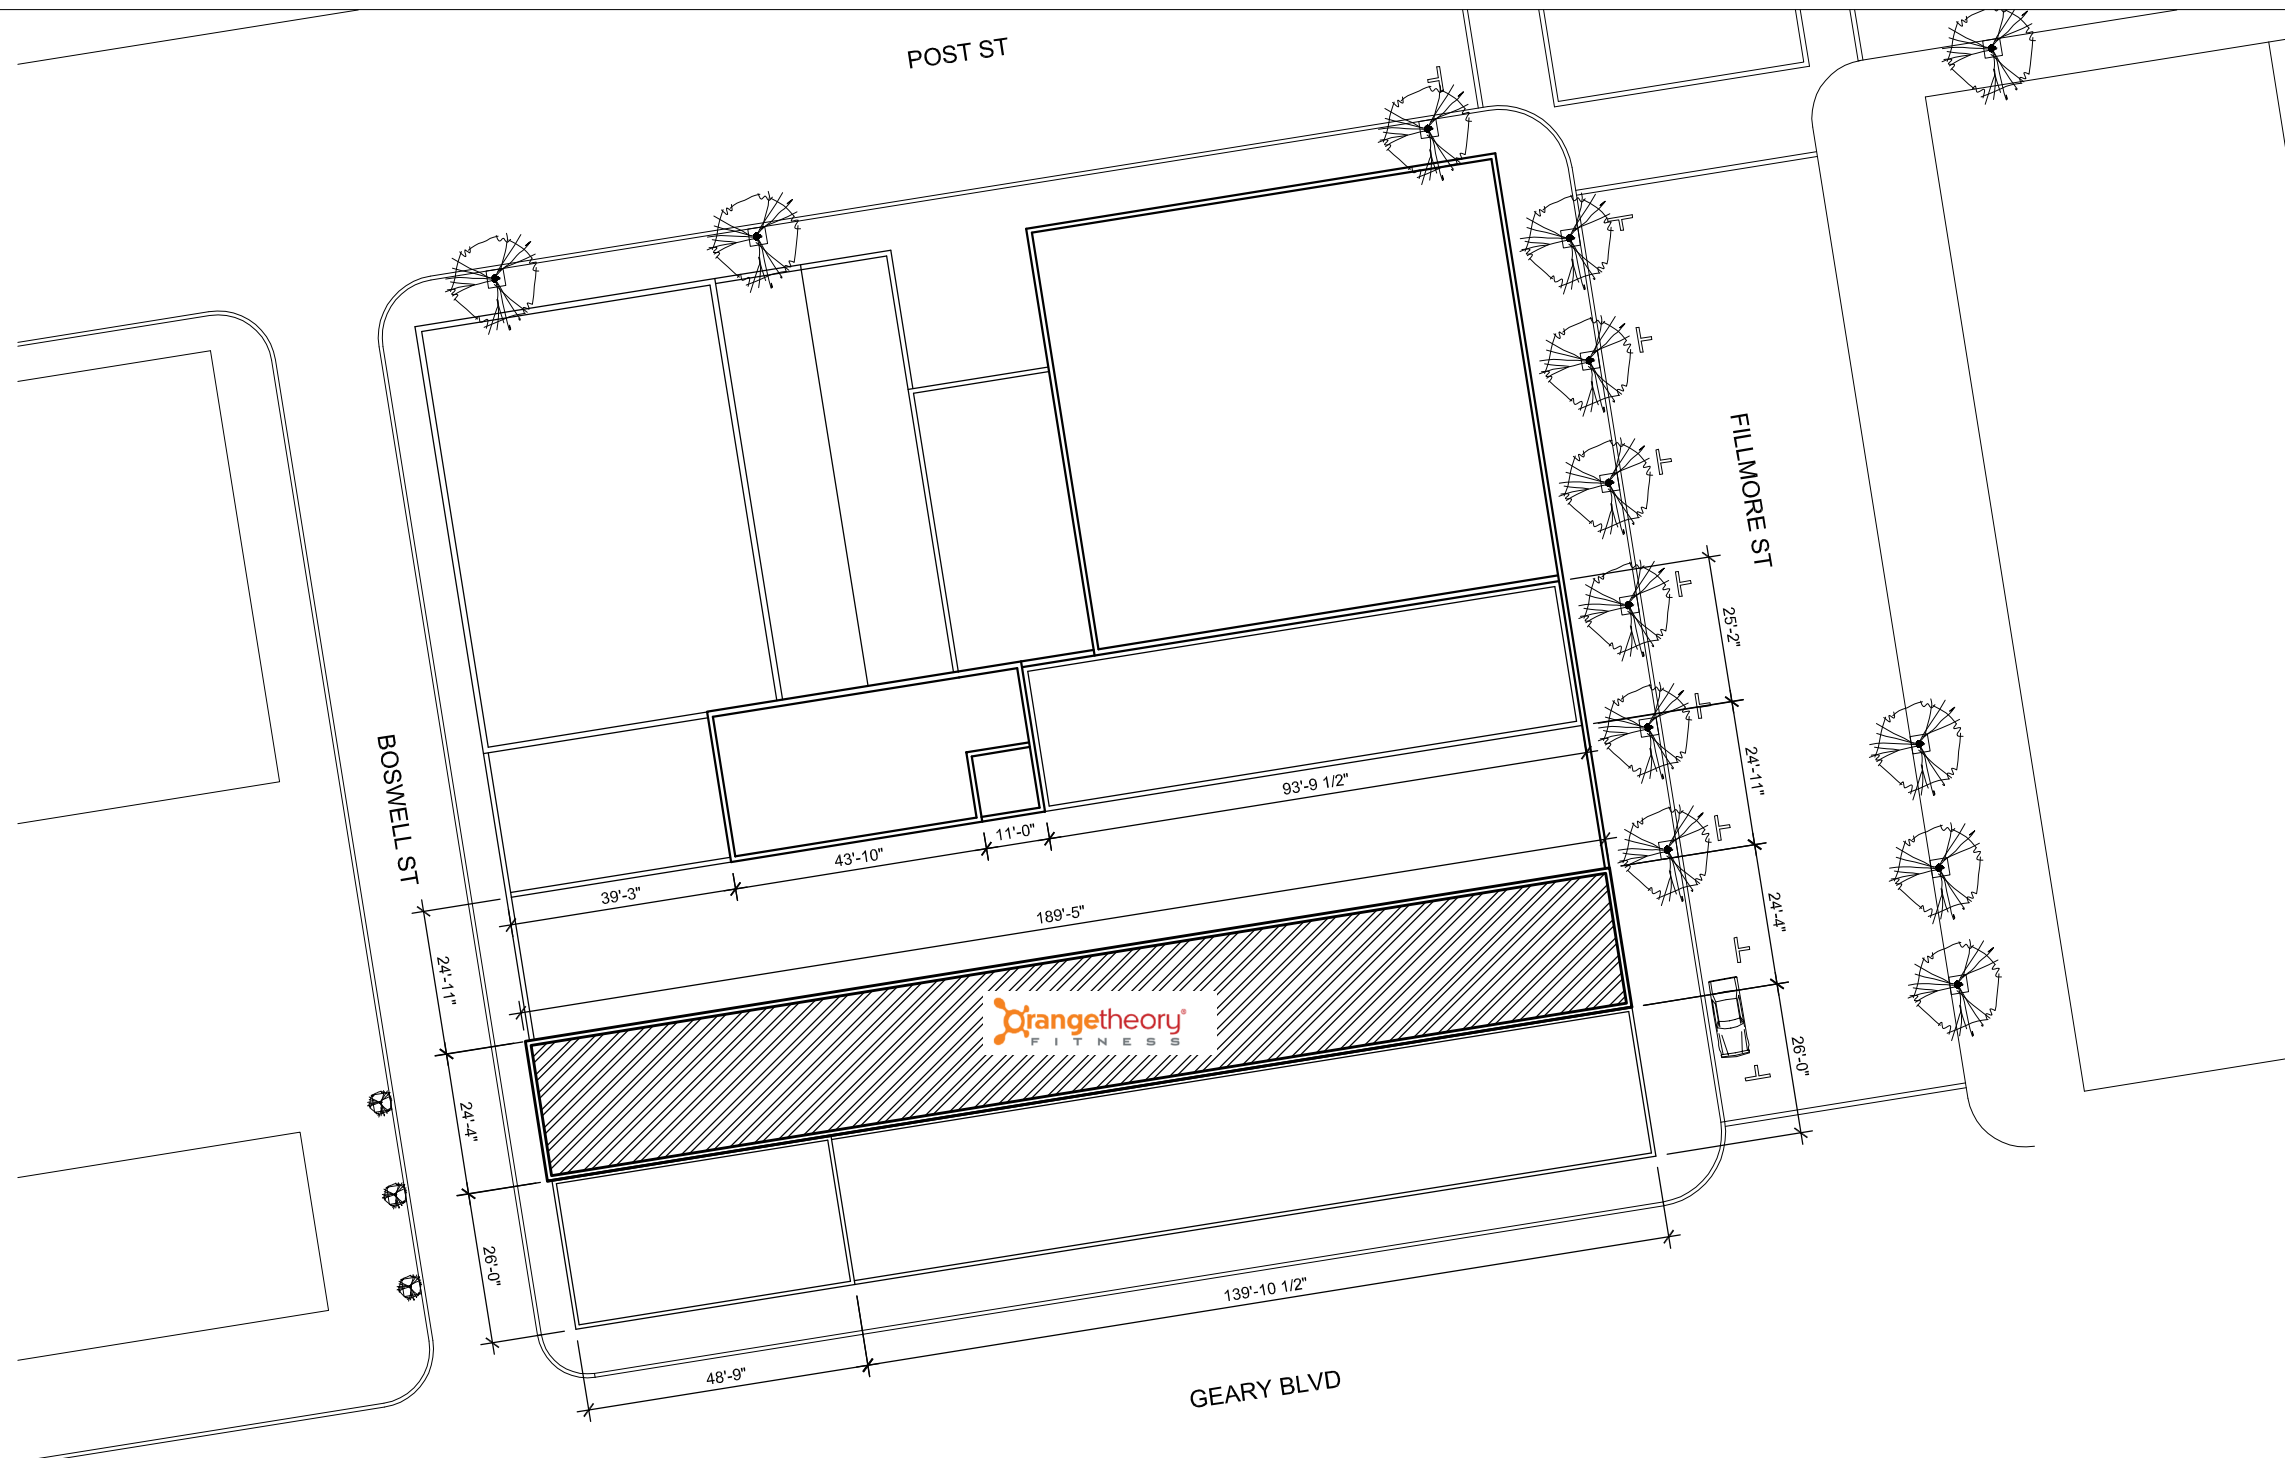 POST ST
FILLMORE ST
25'-2"
24'-11"
24'-4"
26'-0"
BOSWELL ST
93'-9 1/2"
11'-0"
43'-10"
39'-3"
189'-5"
24'-11"
24'-4"
26'-0"
Orangetheory®
FITNESS
139'-10 1/2"
48'-9"
GEARY BLVD